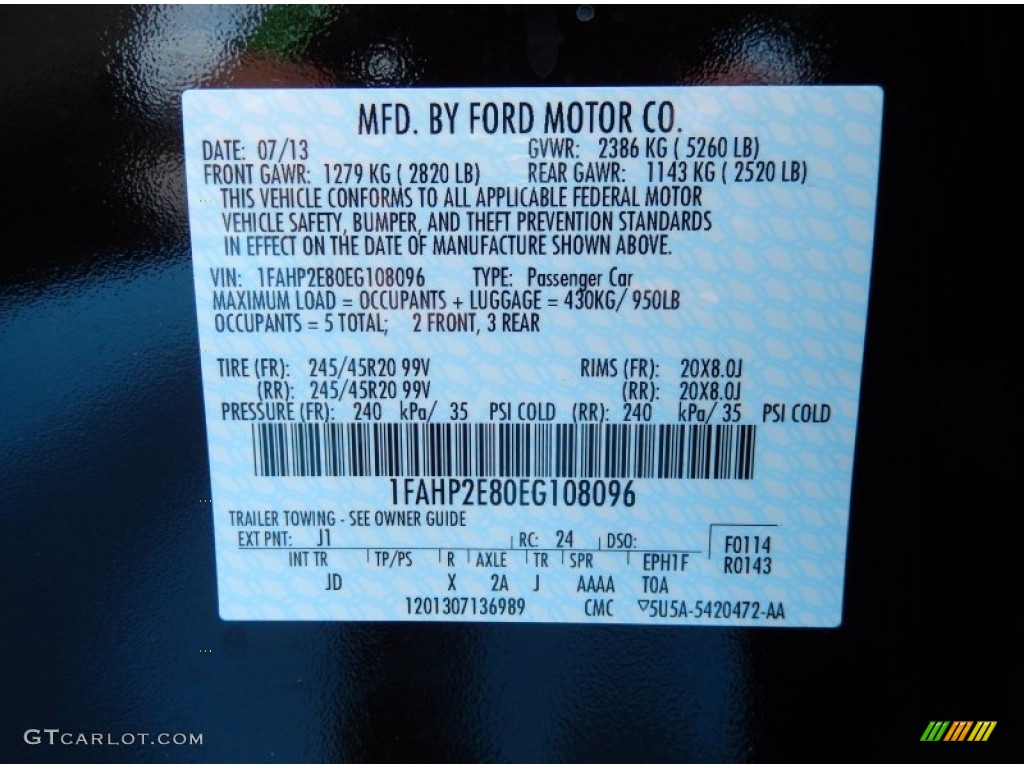 MFD. BY FORD MOTOR CO.
DATE: 07/13 GVWR: 2386 KG ( 5260 LB)
FRONT GAWR: 1279 KG ( 2820 LB) REAR GAWR: 1143 KG ( 2520 LB)
THIS VEHICLE CONFORMS TO ALL APPLICABLE FEDERAL MOTOR
VEHICLE SAFETY, BUMPER, AND THEFT PREVENTION STANDARDS
IN EFFECT ON THE DATE OF MANUFACTURE SHOWN ABOVE.
VIN: 1FAHP2E80EG108096 TYPE: Passenger Car
MAXIMUM LOAD = OCCUPANTS + LUGGAGE = 430KG/ 950LB
OCCUPANTS = 5 TOTAL; 2 FRONT, 3 REAR
TIRE (FR): 245/45R20 99V RIMS (FR): 20X8.0J
(RR): 245/45R20 99V (RR): 20X8.0J
PRESSURE (FR): 240 kPa/ 35 PSI COLD (RR): 240 kPa/ 35 PSI COLD
1FAHP2E80EG108096
TRAILER TOWING - SEE OWNER GUIDE
EXT PNT: J1 RC: 24 DSO: F0114
INT TR TP/PS R AXLE TR SPR EPH1F R0143
JD X 2A J AAAA TOA
1201307136989 CMC ▽5U5A-5420472-AA
GTCARLOT.COM